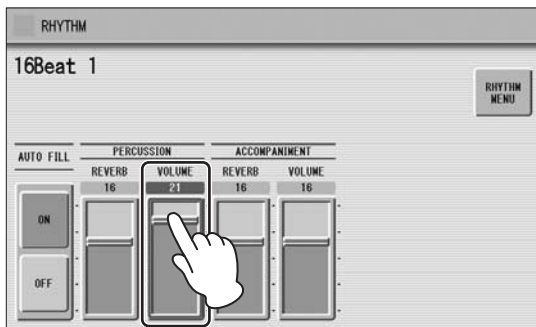 RHYTHM
16Beat 1
RHYTHM
MENU
AUTO FILL
PERCUSSION
ACCOMPANIMENT
REVERB
VOLUME
REVERB
VOLUME
16
21
16
16
ON
OFF